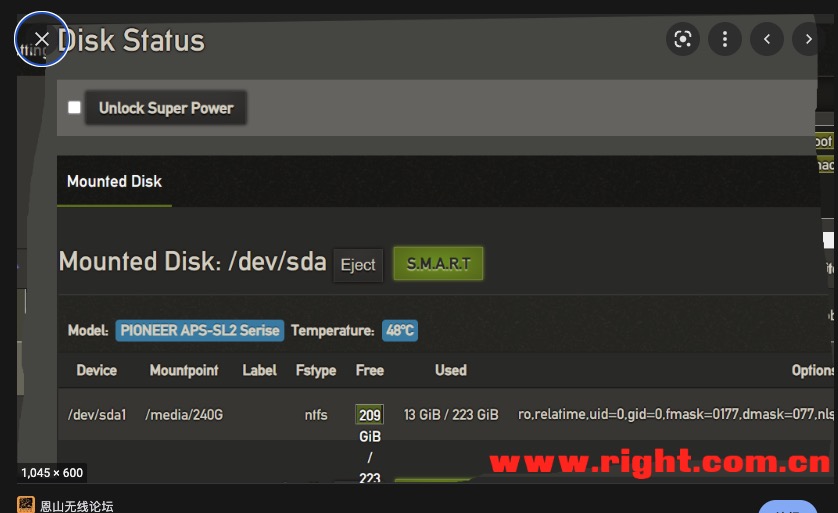 Disk Status
Unlock Super Power
Mounted Disk
Mounted Disk: /dev/sda Eject S.M.A.R.T
Model: PIONEER APS-SL2 Serise Temperature: 48°C
Device Mountpoint Label Fstype Free Used Options
/dev/sda1 /media/240G ntfs 209 13 GiB / 223 GiB ro,relatime,uid=0,gid=0,fmask=0177,dmask=077,nls
GiB
/
223
www.right.com.cn
1,045 × 600
恩山无线论坛